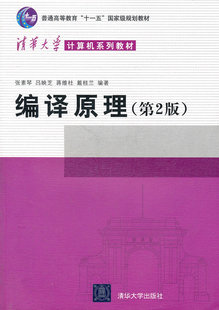 普通高等教育“十一五”国家级规划教材
清华大学 计算机系列教材
张素琴 吕映芝 蒋维杜 戴桂兰 编著
编译原理（第2版）
清华大学出版社